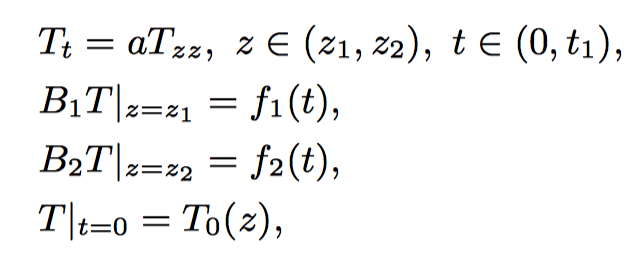 T_t = aT_{zz}, z ∈ (z_1, z_2), t ∈ (0, t_1),
B_1T|_{z=z_1} = f_1(t),
B_2T|_{z=z_2} = f_2(t),
T|_{t=0} = T_0(z),